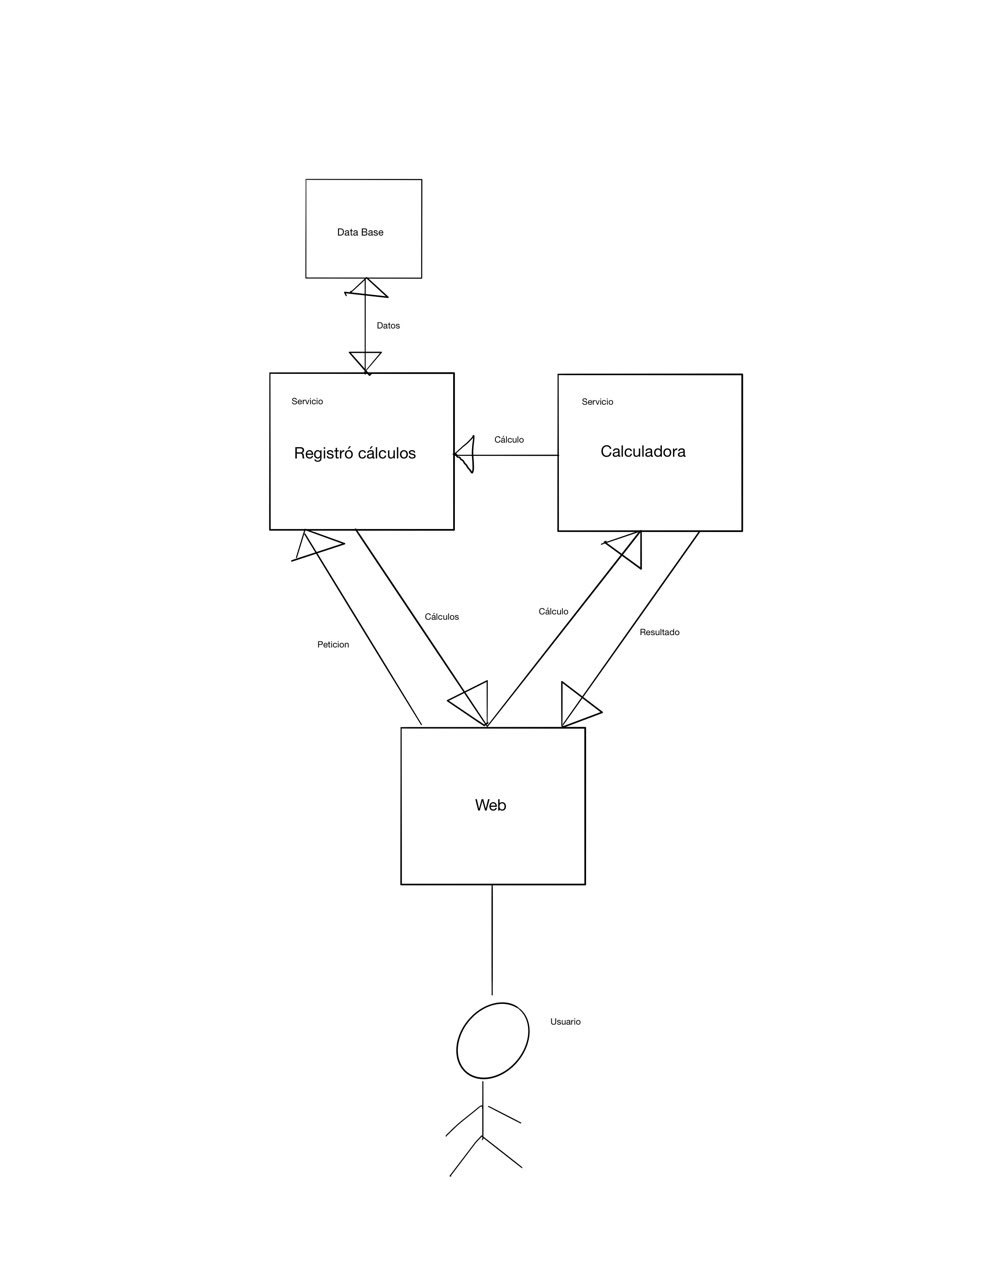 Data Base
Datos
Servicio
Registró cálculos
Cálculo
Servicio
Calculadora
Peticion
Cálculos
Cálculo
Resultado
Web
Usuario